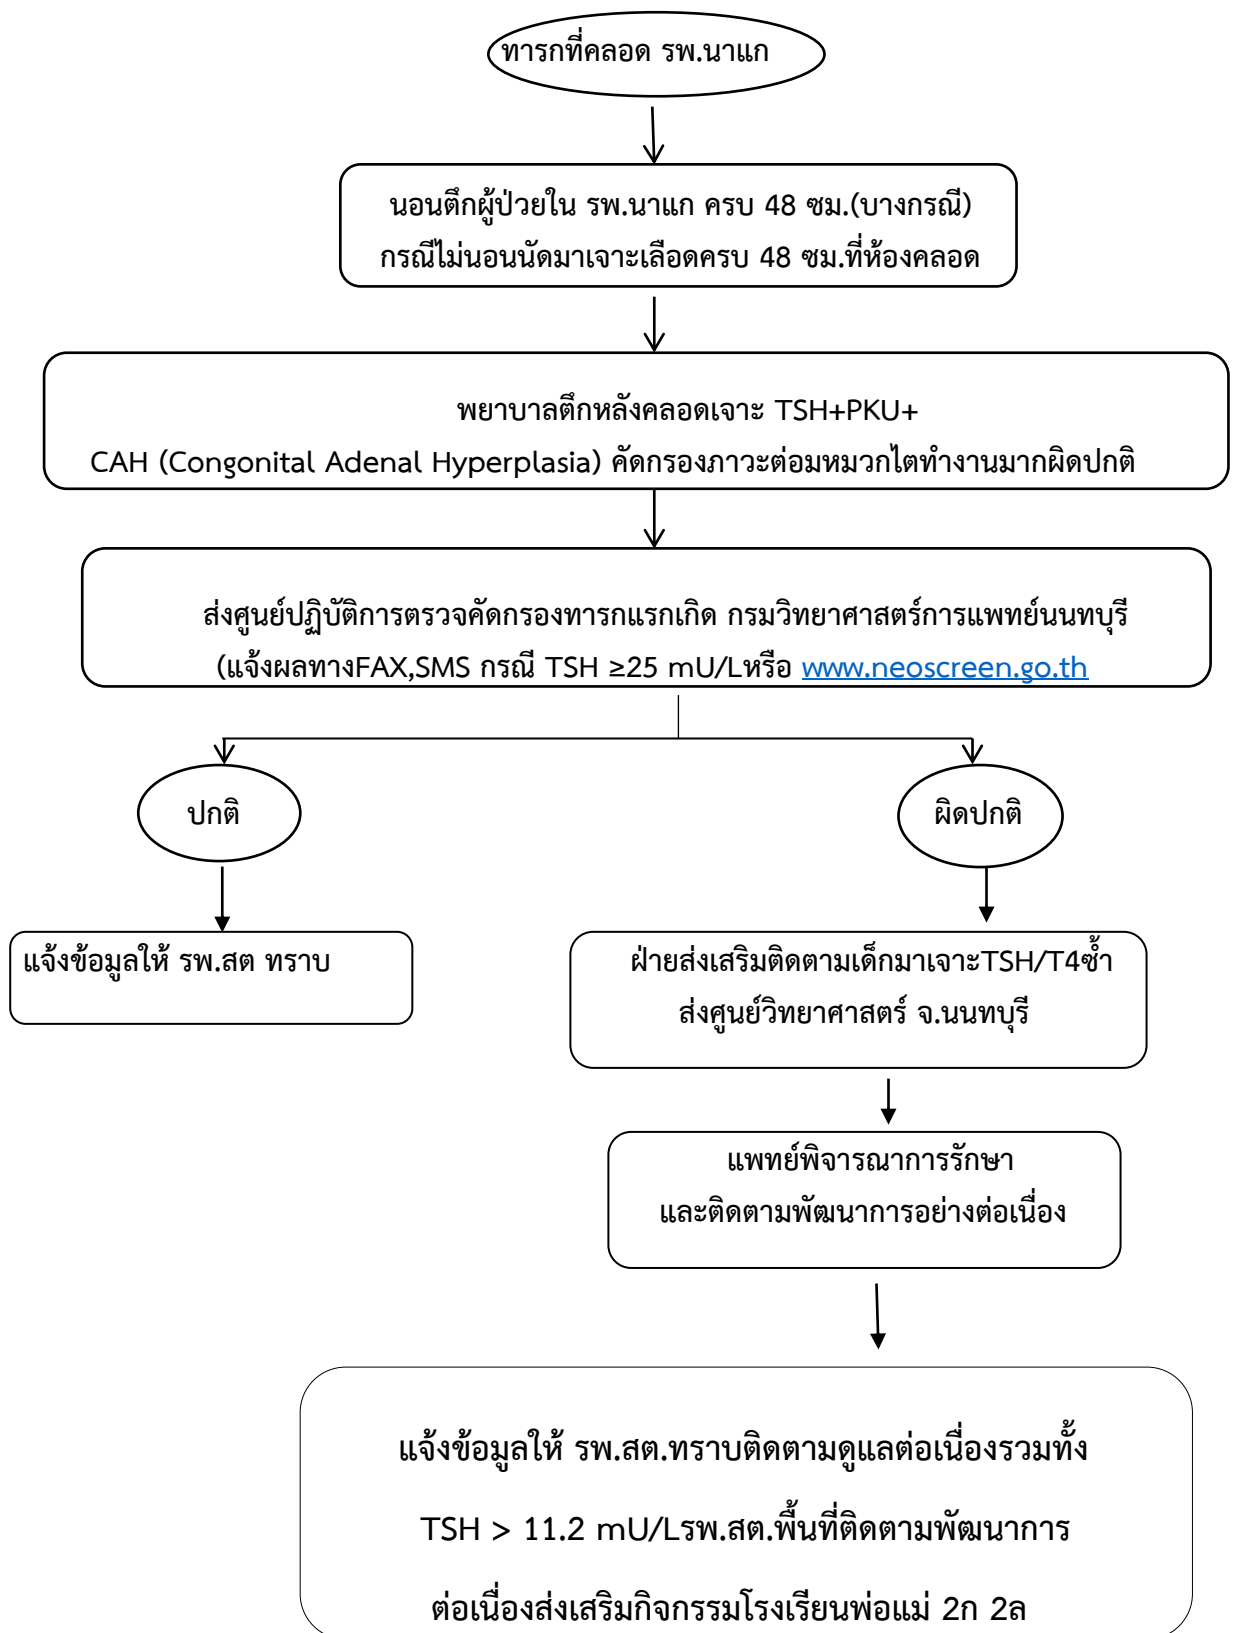 ทารกที่คลอด รพ.นาแก
นอนตึกผู้ป่วยใน รพ.นาแก ครบ 48 ซม.(บางกรณี)
กรณีไม่นอนนัดมาเจาะเลือดครบ 48 ซม.ที่ห้องคลอด
พยาบาลตึกหลังคลอดเจาะ TSH+PKU+
CAH (Congonital Adenal Hyperplasia) คัดกรองภาวะต่อมหมวกไตทำงานมากผิดปกติ
ส่งศูนย์ปฏิบัติการตรวจคัดกรองทารกแรกเกิด กรมวิทยาศาสตร์การแพทย์นนทบุรี
(แจ้งผลทางFAX,SMS กรณี TSH ≥25 mU/Lหรือ www.neoscreen.go.th
ปกติ
ผิดปกติ
แจ้งข้อมูลให้ รพ.สต ทราบ
ฝ่ายส่งเสริมติดตามเด็กมาเจาะTSH/T4ซ้ำ
ส่งศูนย์วิทยาศาสตร์ จ.นนทบุรี
แพทย์พิจารณาการรักษา
และติดตามพัฒนาการอย่างต่อเนื่อง
แจ้งข้อมูลให้ รพ.สต.ทราบติดตามดูแลต่อเนื่องรวมทั้ง
TSH > 11.2 mU/Lรพ.สต.พื้นที่ติดตามพัฒนาการ
ต่อเนื่องส่งเสริมกิจกรรมโรงเรียนพ่อแม่ 2ก 2ล